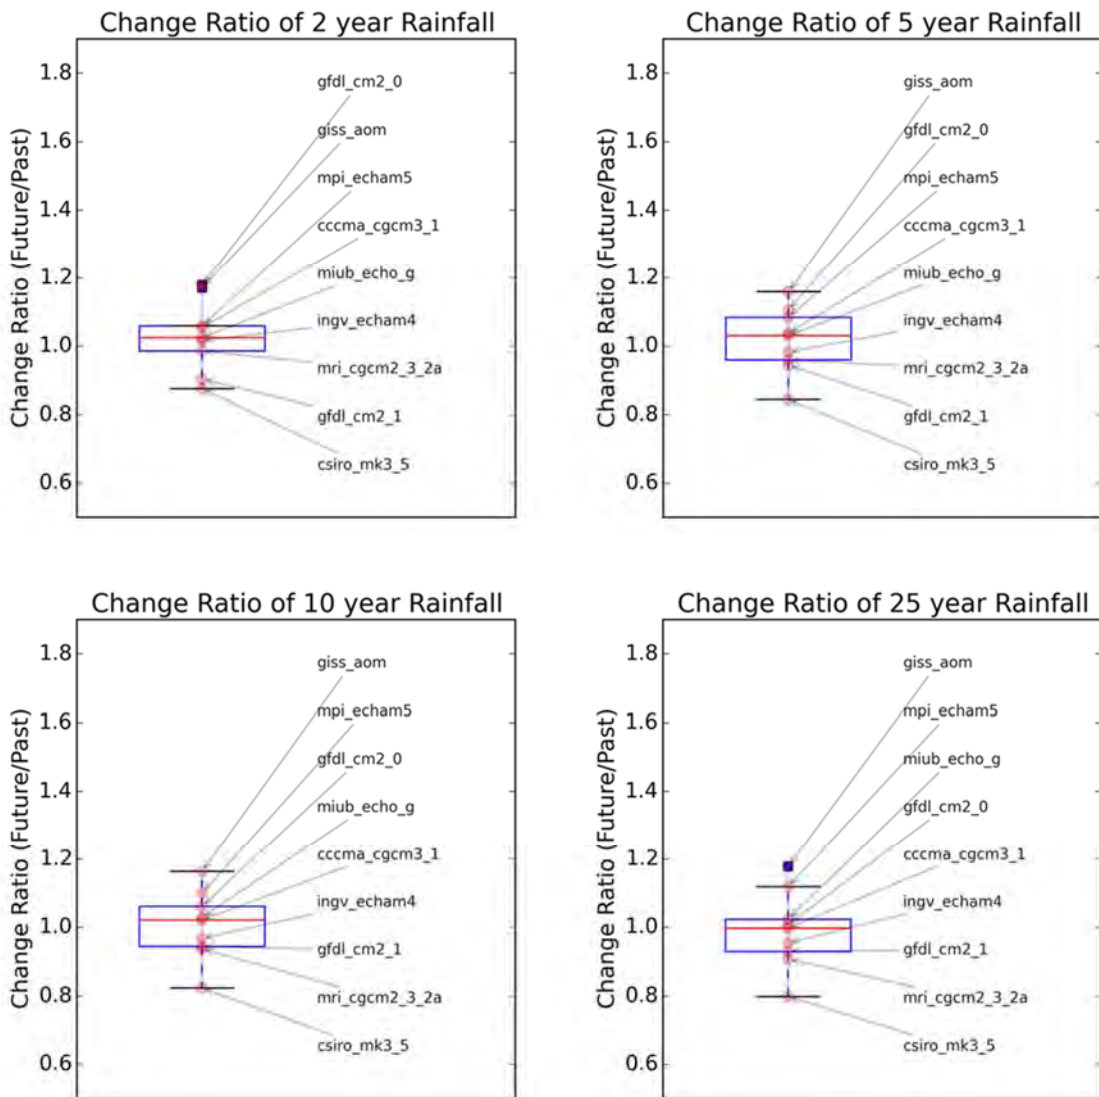 Change Ratio of 2 year Rainfall
Change Ratio (Future/Past)
1.8
1.6
1.4
1.2
1.0
0.8
0.6
gfdl_cm2_0
giss_aom
mpi_echam5
cccma_cgcm3_1
miub_echo_g
ingv_echam4
mri_cgcm2_3_2a
gfdl_cm2_1
csiro_mk3_5
Change Ratio of 5 year Rainfall
Change Ratio (Future/Past)
1.8
1.6
1.4
1.2
1.0
0.8
0.6
giss_aom
gfdl_cm2_0
mpi_echam5
cccma_cgcm3_1
miub_echo_g
ingv_echam4
mri_cgcm2_3_2a
gfdl_cm2_1
csiro_mk3_5
Change Ratio of 10 year Rainfall
Change Ratio (Future/Past)
1.8
1.6
1.4
1.2
1.0
0.8
0.6
giss_aom
mpi_echam5
gfdl_cm2_0
miub_echo_g
cccma_cgcm3_1
ingv_echam4
gfdl_cm2_1
mri_cgcm2_3_2a
csiro_mk3_5
Change Ratio of 25 year Rainfall
Change Ratio (Future/Past)
1.8
1.6
1.4
1.2
1.0
0.8
0.6
giss_aom
mpi_echam5
miub_echo_g
gfdl_cm2_0
cccma_cgcm3_1
ingv_echam4
gfdl_cm2_1
mri_cgcm2_3_2a
csiro_mk3_5